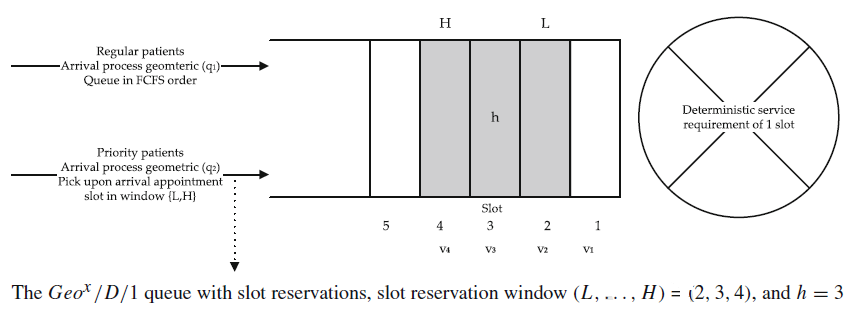 H L
Regular patients
Arrival process geomteric (q₁)
Queue in FCFS order
h
Deterministic service
requirement of 1 slot
Priority patients
Arrival process geometric (q₂)
Pick upon arrival appointment
slot in window {L,H}
Slot
5 4 3 2 1
v₄ v₃ v₂ v₁
The Geoˣ/D/1 queue with slot reservations, slot reservation window (L, ..., H) = (2, 3, 4), and h = 3